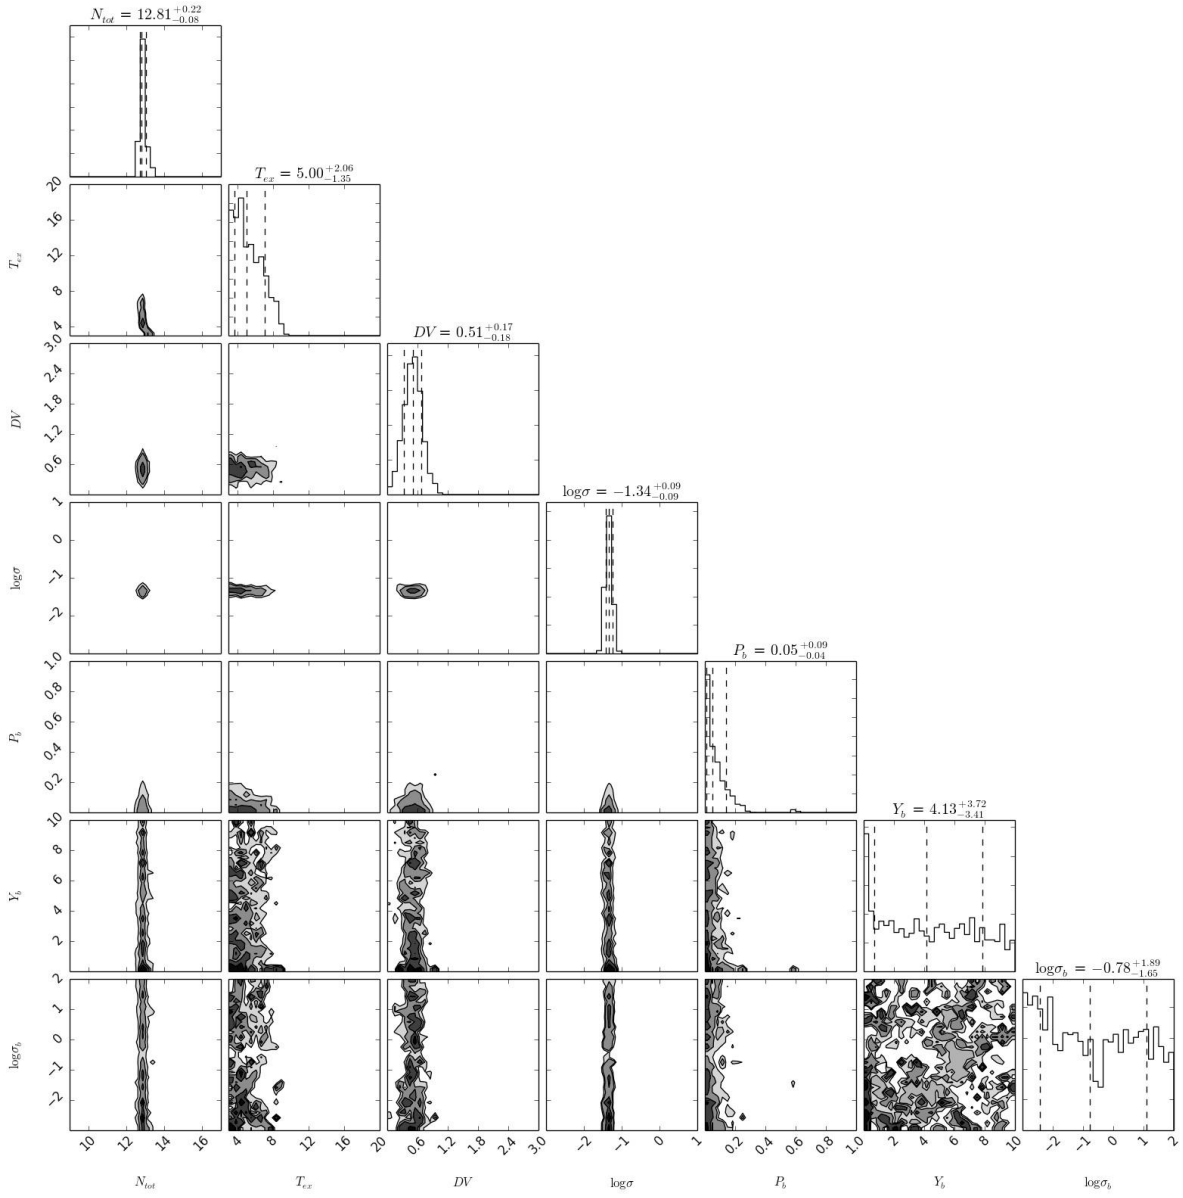 N_tot = 12.81 +0.22 −0.08
T_ex = 5.00 +2.06 −1.35
20
16
12
8
4
T_ex
DV = 0.51 +0.17 −0.18
3.0
2.4
1.8
1.2
0.6
3.0
DV
logσ = −1.34 +0.09 −0.09
1
0
−1
−2
logσ
P_b = 0.05 +0.09 −0.04
1.0
0.8
0.6
0.4
0.2
P_b
Y_b = 4.13 +3.72 −3.41
10
8
6
4
2
Y_b
logσ_b = −0.78 +1.89 −1.65
2
1
0
−1
−2
logσ_b
10 12 14 16 4 8 12 16 20 0.6 1.2 1.8 2.4 3.0 −2 −1 0 1 0.2 0.4 0.6 0.8 1.0 2 4 6 8 10 −2 −1 0 1 2
N_tot T_ex DV logσ P_b Y_b logσ_b